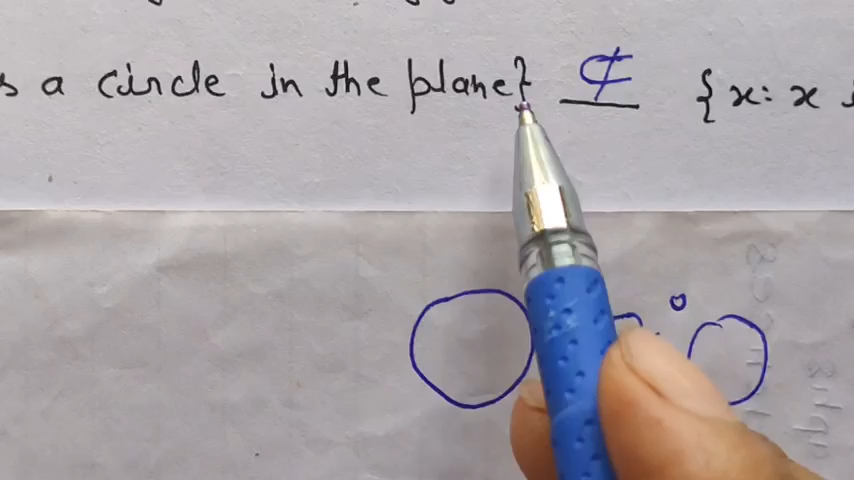 s a circle in the plane} ⊄ {x: x